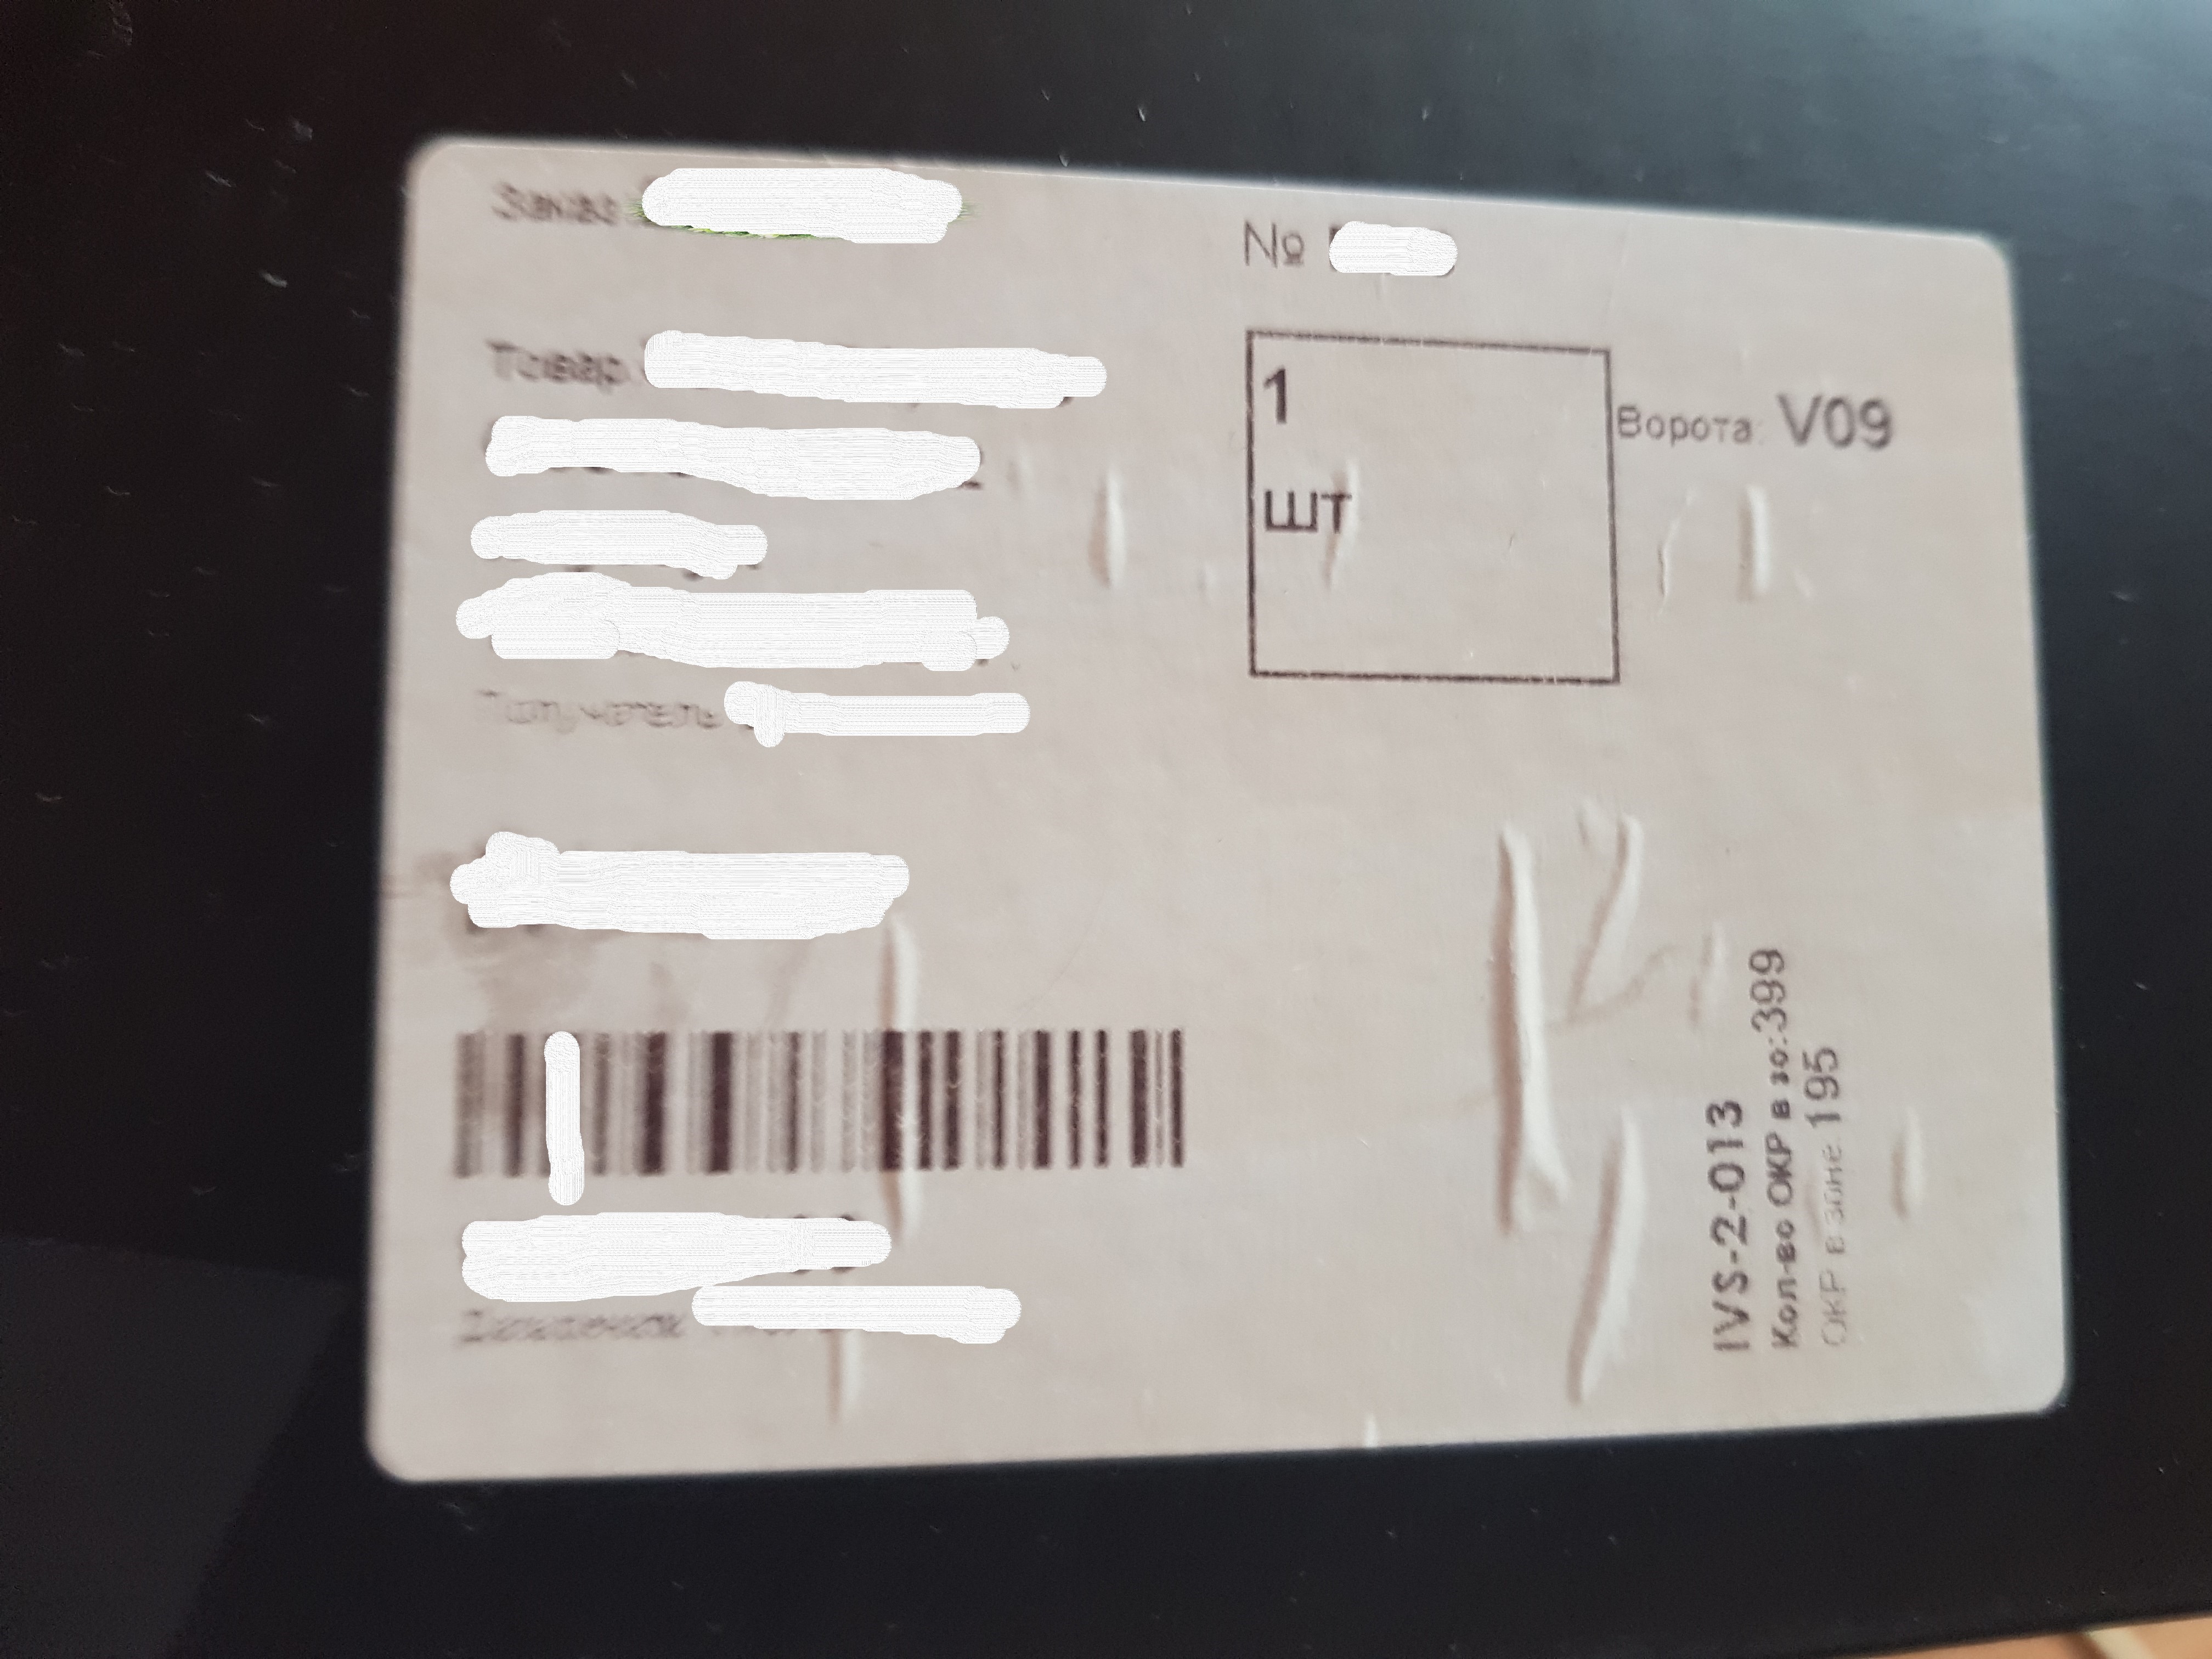 Заказ
№
Товар:
1
шт
Ворота: V09
Получатель
IVS-2-013
Кол-во ОКР в зо:399
ОКР в зоне:195